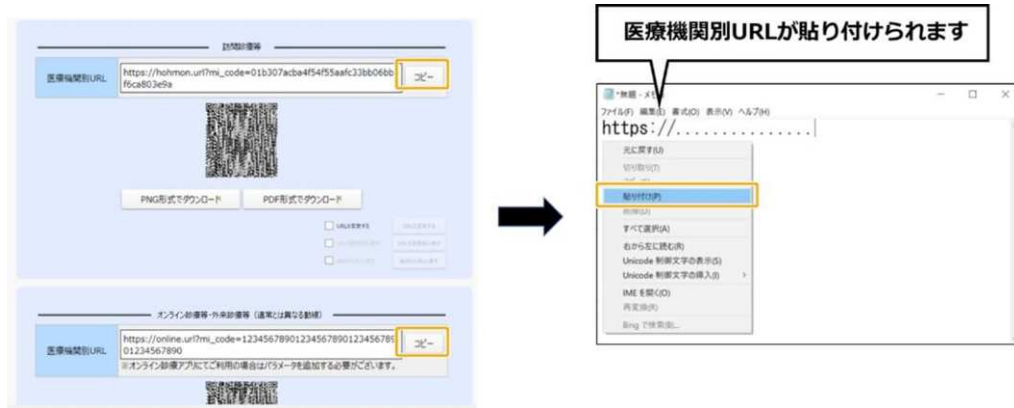 訪問診療等
医療機関別URL
https://hohmon.url?mi_code=01b307acba4f54f55aafc33bb06bb
f6ca803e9a
コピー
PNG形式でダウンロード
PDF形式でダウンロード
URLを変更する
オンライン診療等・外来診療等（通常とは異なる動線）
医療機関別URL
https://online.url?mi_code=12345678901234567890123456789
01234567890
コピー
※オンライン診療アプリにてご利用の場合はパラメータを追加する必要がございます。
医療機関別URLが貼り付けられます
*無題 - メモ
ファイル(F) 編集(E) 書式(O) 表示(V) ヘルプ(H)
https://...............
元に戻す(U)
切り取り(T)
貼り付け(P)
削除(D)
すべて選択(A)
右から左に読む(R)
Unicode 制御文字の表示(S)
Unicode 制御文字の挿入(I)
IME を開く(O)
再変換(R)
Bing で検索(B)...